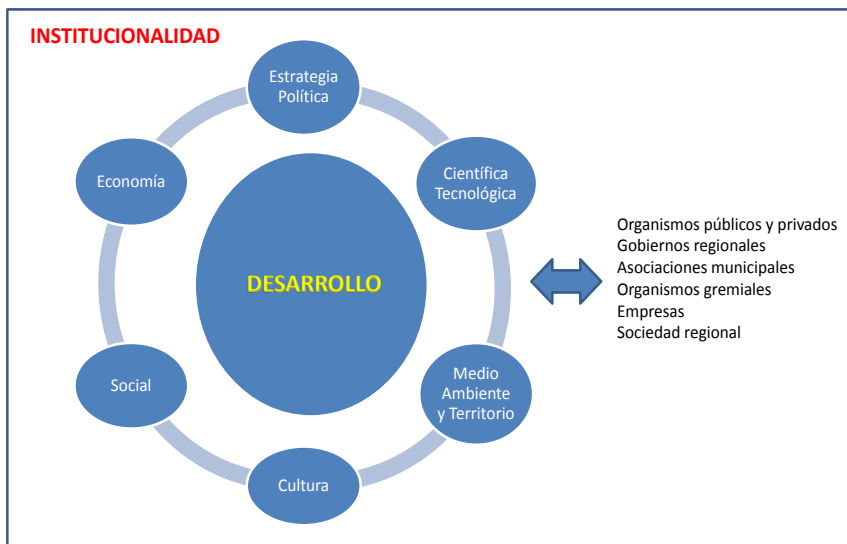 INSTITUCIONALIDAD
Estrategia
Política
Economía
Científica
Tecnológica
DESARROLLO
Organismos públicos y privados
Gobiernos regionales
Asociaciones municipales
Organismos gremiales
Empresas
Sociedad regional
Social
Medio
Ambiente
y Territorio
Cultura